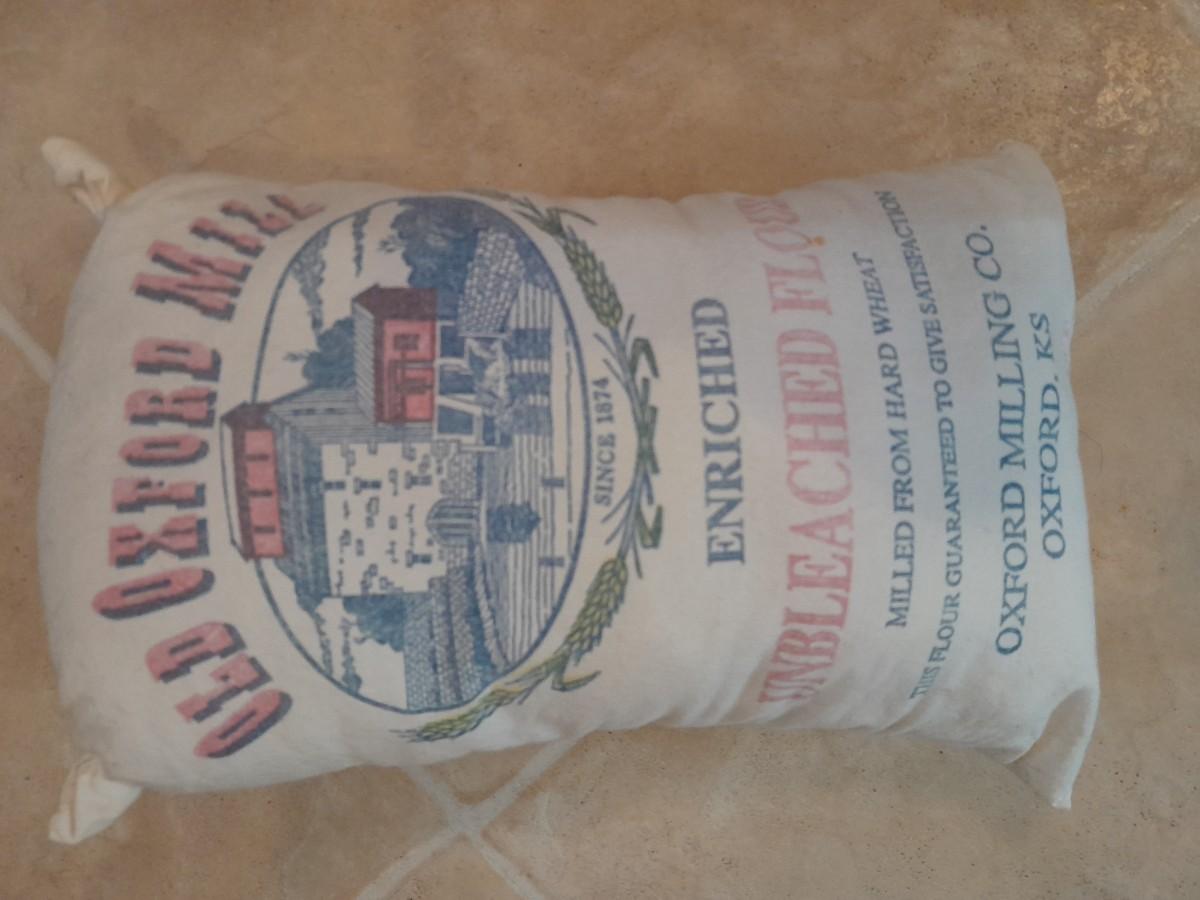 OLD OXFORD MILL
SINCE 1874
ENRICHED
UNBLEACHED FLOUR
MILLED FROM HARD WHEAT
THIS FLOUR GUARANTEED TO GIVE SATISFACTION
OXFORD MILLING CO.
OXFORD. KS